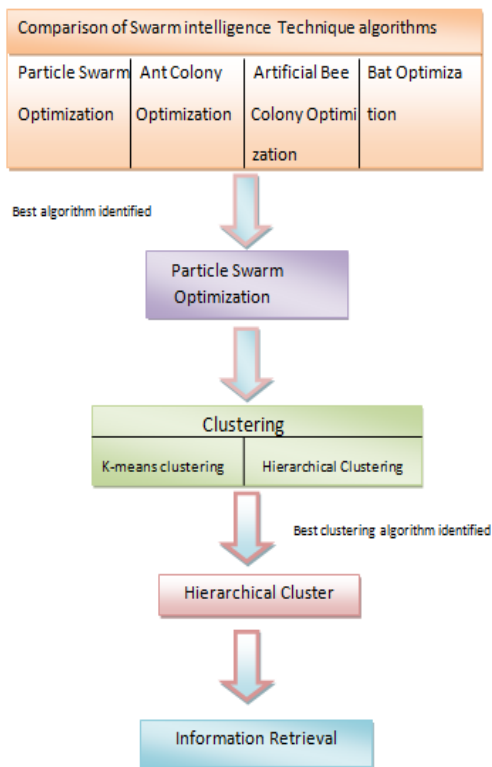 Comparison of Swarm intelligence Technique algorithms
Particle Swarm
Optimization
Ant Colony
Optimization
Artificial Bee
Colony Optimi
zation
Bat Optimiza
tion
Best algorithm identified
Particle Swarm
Optimization
Clustering
K-means clustering
Hierarchical Clustering
Best clustering algorithm identified
Hierarchical Cluster
Information Retrieval